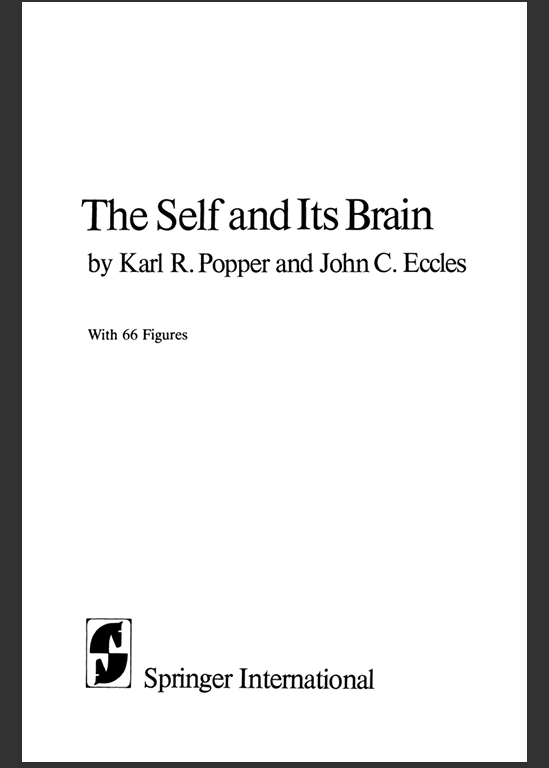 The Self and Its Brain
by Karl R. Popper and John C. Eccles
With 66 Figures
Springer International